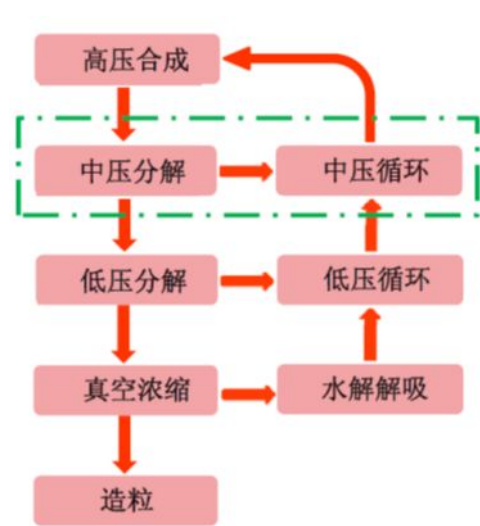 高压合成
中压分解
中压循环
低压分解
低压循环
真空浓缩
水解解吸
造粒